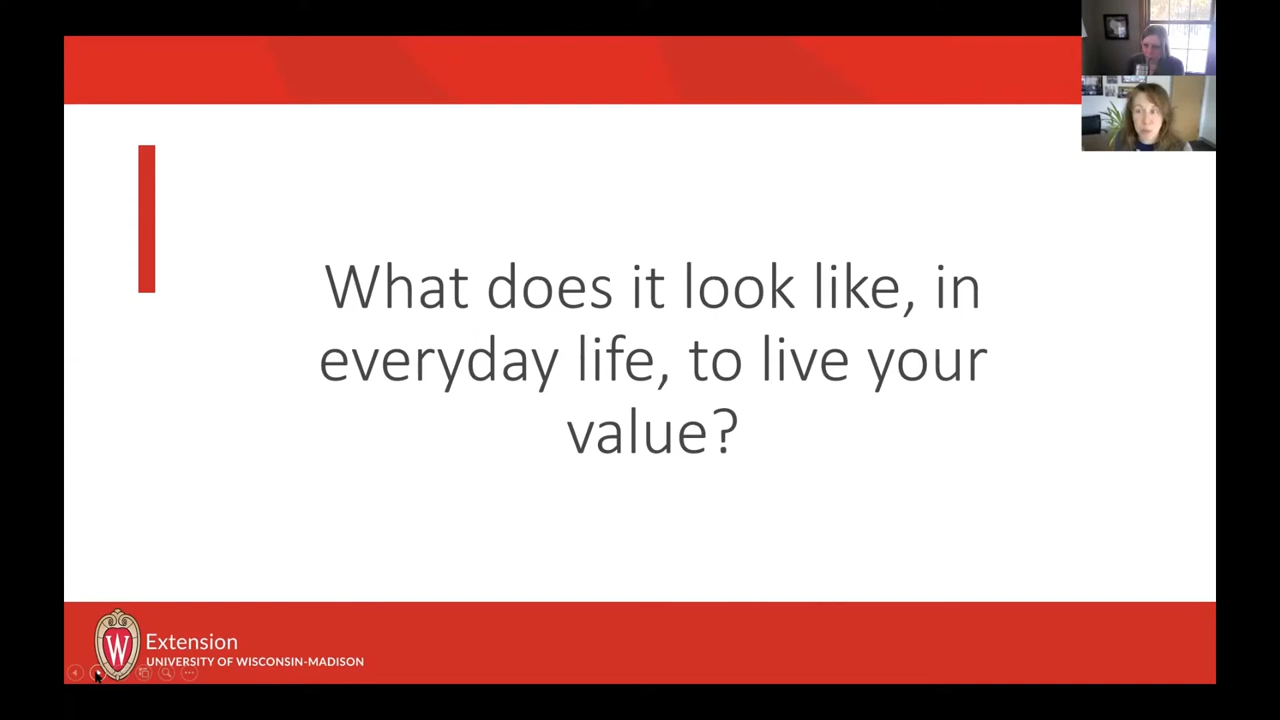 What does it look like, in
everyday life, to live your
value?
W
Extension
UNIVERSITY OF WISCONSIN-MADISON